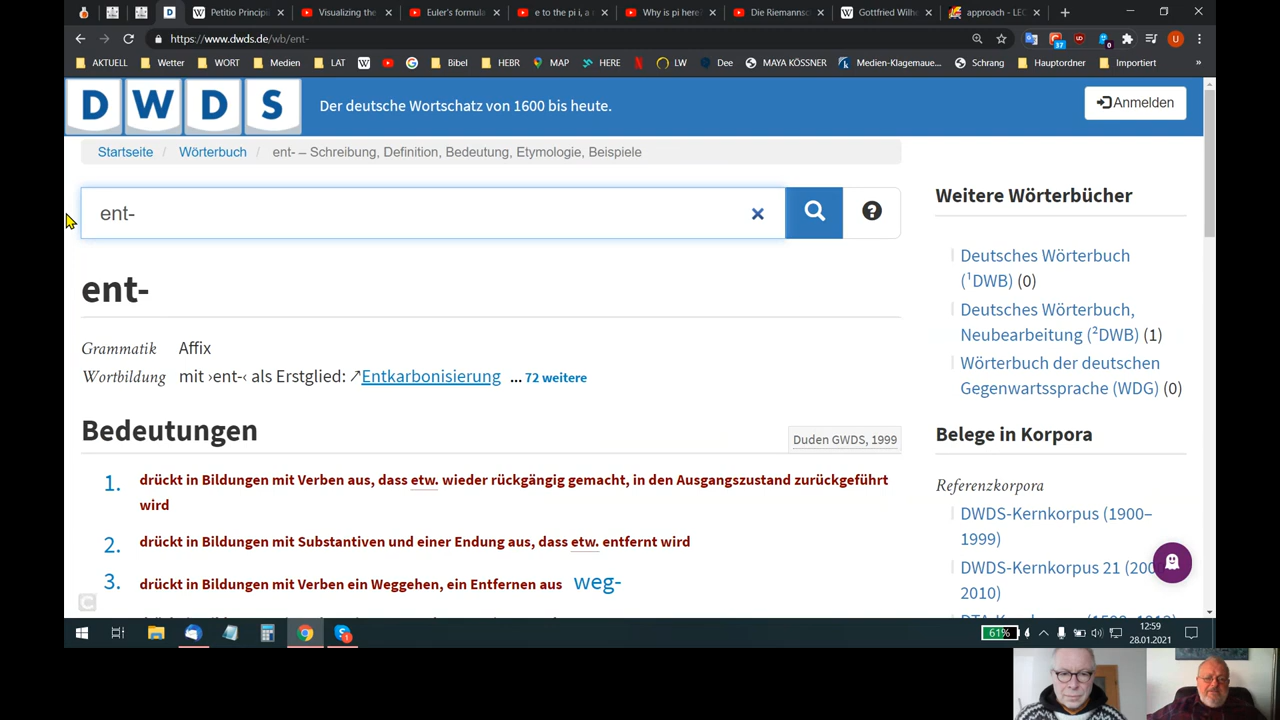 Petitio Principi
Visualizing the
Euler's formula
e to the pi i, a
Why is pi here
Die Riemannsc
Gottfried Wilhe
approach - LEO
https://www.dwds.de/wb/ent-
37
0
U
AKTUELL
Wetter
WORT
Medien
LAT
Bibel
HEBR
MAP
HERE
LW
Dee
MAYA KÖSSNER
Medien-Klagemaue...
Schrang
Hauptordner
Importiert
»
D W D S
Der deutsche Wortschatz von 1600 bis heute.
Anmelden
Startseite / Wörterbuch / ent- – Schreibung, Definition, Bedeutung, Etymologie, Beispiele
ent-
ent-
Grammatik Affix
Wortbildung mit ›ent-‹ als Erstglied: ↗Entkarbonisierung ... 72 weitere
Bedeutungen
Duden GWDS, 1999
1. drückt in Bildungen mit Verben aus, dass etw. wieder rückgängig gemacht, in den Ausgangszustand zurückgeführt
wird
2. drückt in Bildungen mit Substantiven und einer Endung aus, dass etw. entfernt wird
3. drückt in Bildungen mit Verben ein Weggehen, ein Entfernen aus weg-
Weitere Wörterbücher
Deutsches Wörterbuch
(¹DWB) (0)
Deutsches Wörterbuch,
Neubearbeitung (²DWB) (1)
Wörterbuch der deutschen
Gegenwartssprache (WDG) (0)
Belege in Korpora
Referenzkorpora
DWDS-Kernkorpus (1900–
1999)
DWDS-Kernkorpus 21 (200
2010)
61%
12:59
28.01.2021